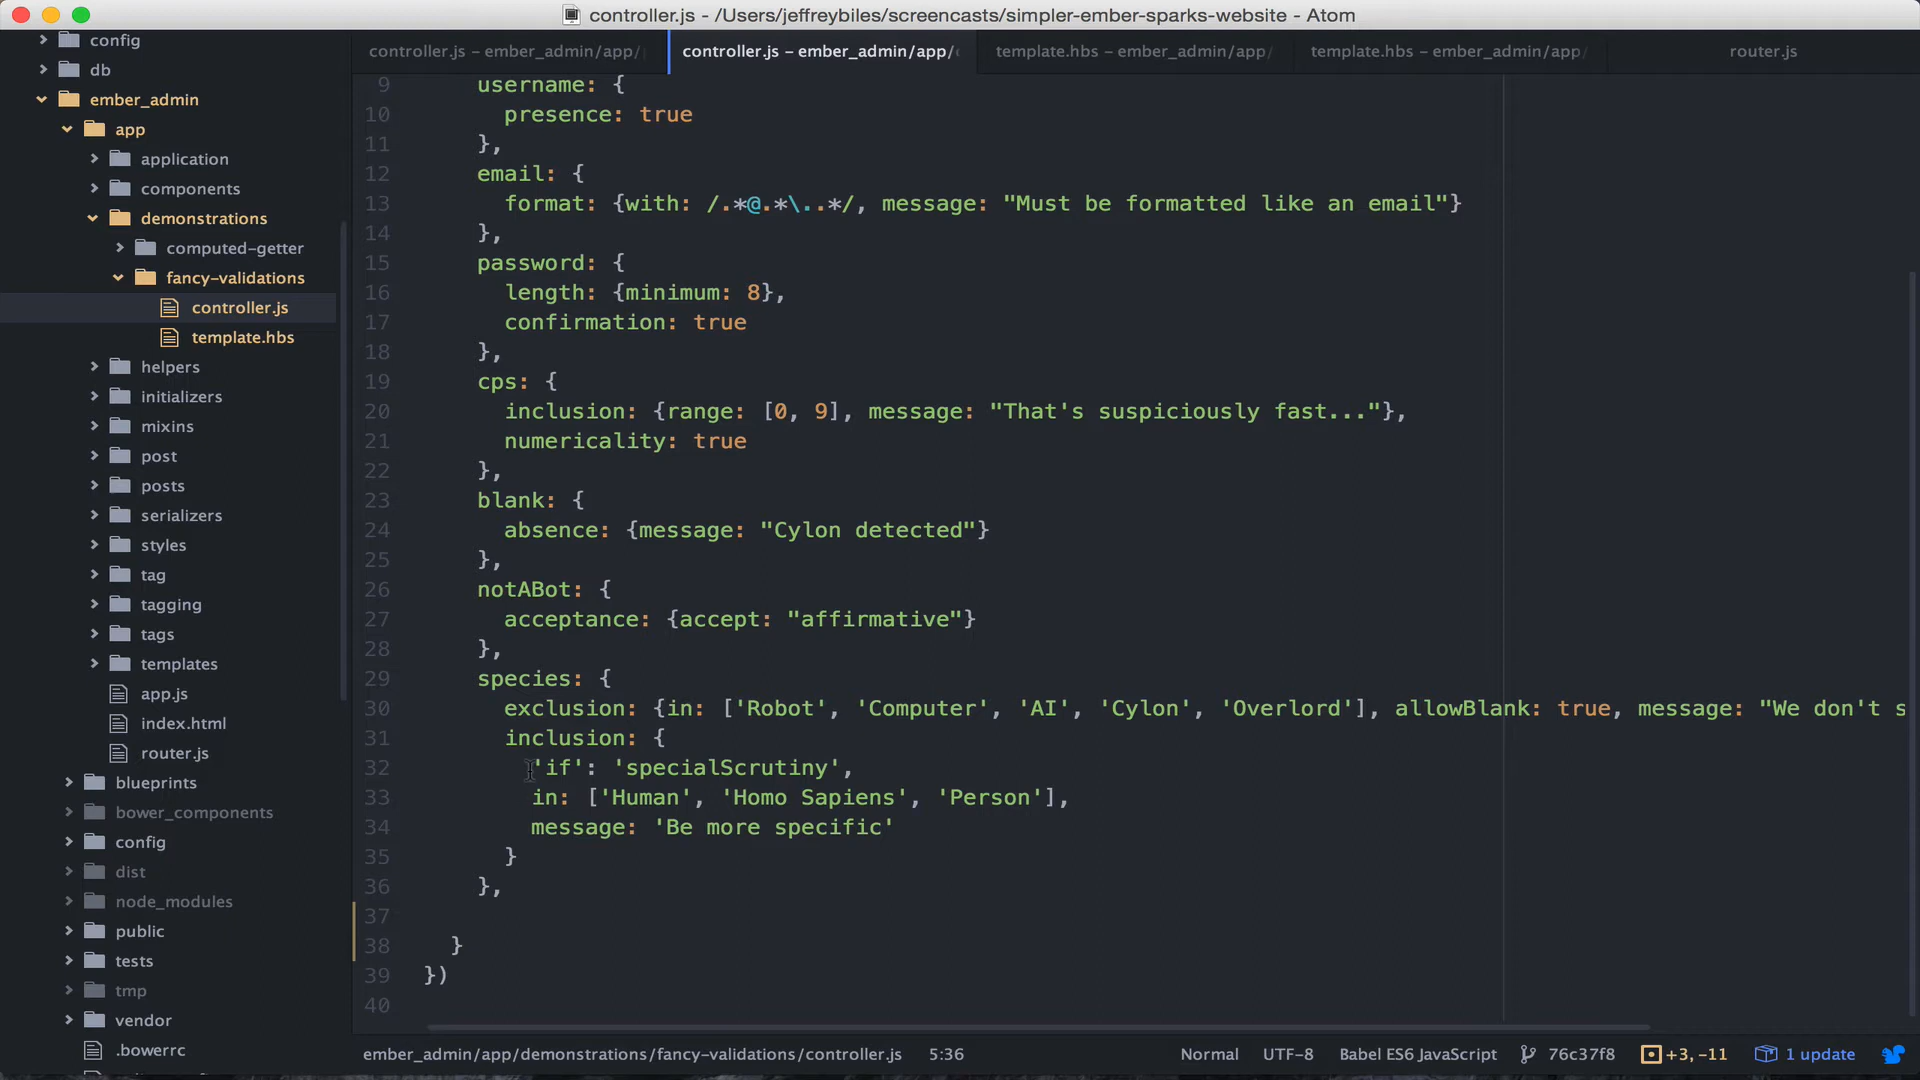 controller.js - /Users/jeffreybiles/screencasts/simpler-ember-sparks-website - Atom
config
db
ember_admin
app
application
components
demonstrations
computed-getter
fancy-validations
controller.js
template.hbs
helpers
initializers
mixins
post
posts
serializers
styles
tag
tagging
tags
templates
app.js
index.html
router.js
blueprints
bower_components
config
dist
node_modules
public
tests
tmp
vendor
.bowerrc
controller.js – ember_admin/app/
controller.js – ember_admin/app/
template.hbs – ember_admin/app/
template.hbs – ember_admin/app/
router.js
9 username: {
10 presence: true
11 },
12 email: {
13 format: {with: /.*@.*\..*/, message: "Must be formatted like an email"}
14 },
15 password: {
16 length: {minimum: 8},
17 confirmation: true
18 },
19 cps: {
20 inclusion: {range: [0, 9], message: "That's suspiciously fast..."},
21 numericality: true
22 },
23 blank: {
24 absence: {message: "Cylon detected"}
25 },
26 notABot: {
27 acceptance: {accept: "affirmative"}
28 },
29 species: {
30 exclusion: {in: ['Robot', 'Computer', 'AI', 'Cylon', 'Overlord'], allowBlank: true, message: "We don't s
31 inclusion: {
32 'if': 'specialScrutiny',
33 in: ['Human', 'Homo Sapiens', 'Person'],
34 message: 'Be more specific'
35 }
36 },
37
38 }
39 })
40
ember_admin/app/demonstrations/fancy-validations/controller.js 5:36 Normal UTF-8 Babel ES6 JavaScript 76c37f8 +3, -11 1 update